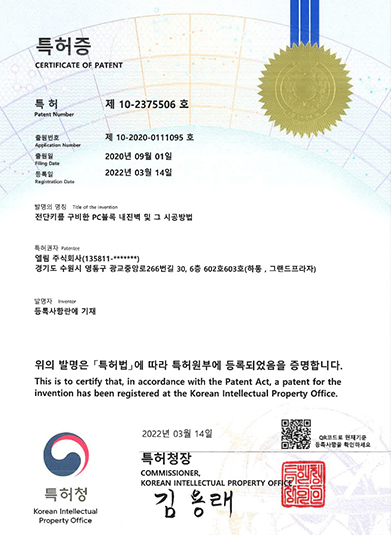 특허증
CERTIFICATE OF PATENT
특 허 제 10-2375506 호
Patent Number
출원번호 제 10-2020-0111095 호
Application Number
출원일 2020년 09월 01일
Filing Date
등록일 2022년 03월 14일
Registration Date
발명의 명칭 Title of the Invention
전단키를 구비한 PC블록 내진벽 및 그 시공방법
특허권자 Patentee
엘림 주식회사(135811-*******)
경기도 수원시 영통구 광교중앙로266번길 30, 6층 602호603호(하동 , 그랜드프라자)
발명자 Inventor
등록사항란에 기재
위의 발명은 「특허법」에 따라 특허원부에 등록되었음을 증명합니다.
This is to certify that, in accordance with the Patent Act, a patent for the
invention has been registered at the Korean Intellectual Property Office.
2022년 03월 14일
QR코드로 현재기준
등록사항을 확인하세요
특허청장
COMMISSIONER,
KOREAN INTELLECTUAL PROPERTY OFFICE
김용래
특허청
Korean Intellectual
Property Office